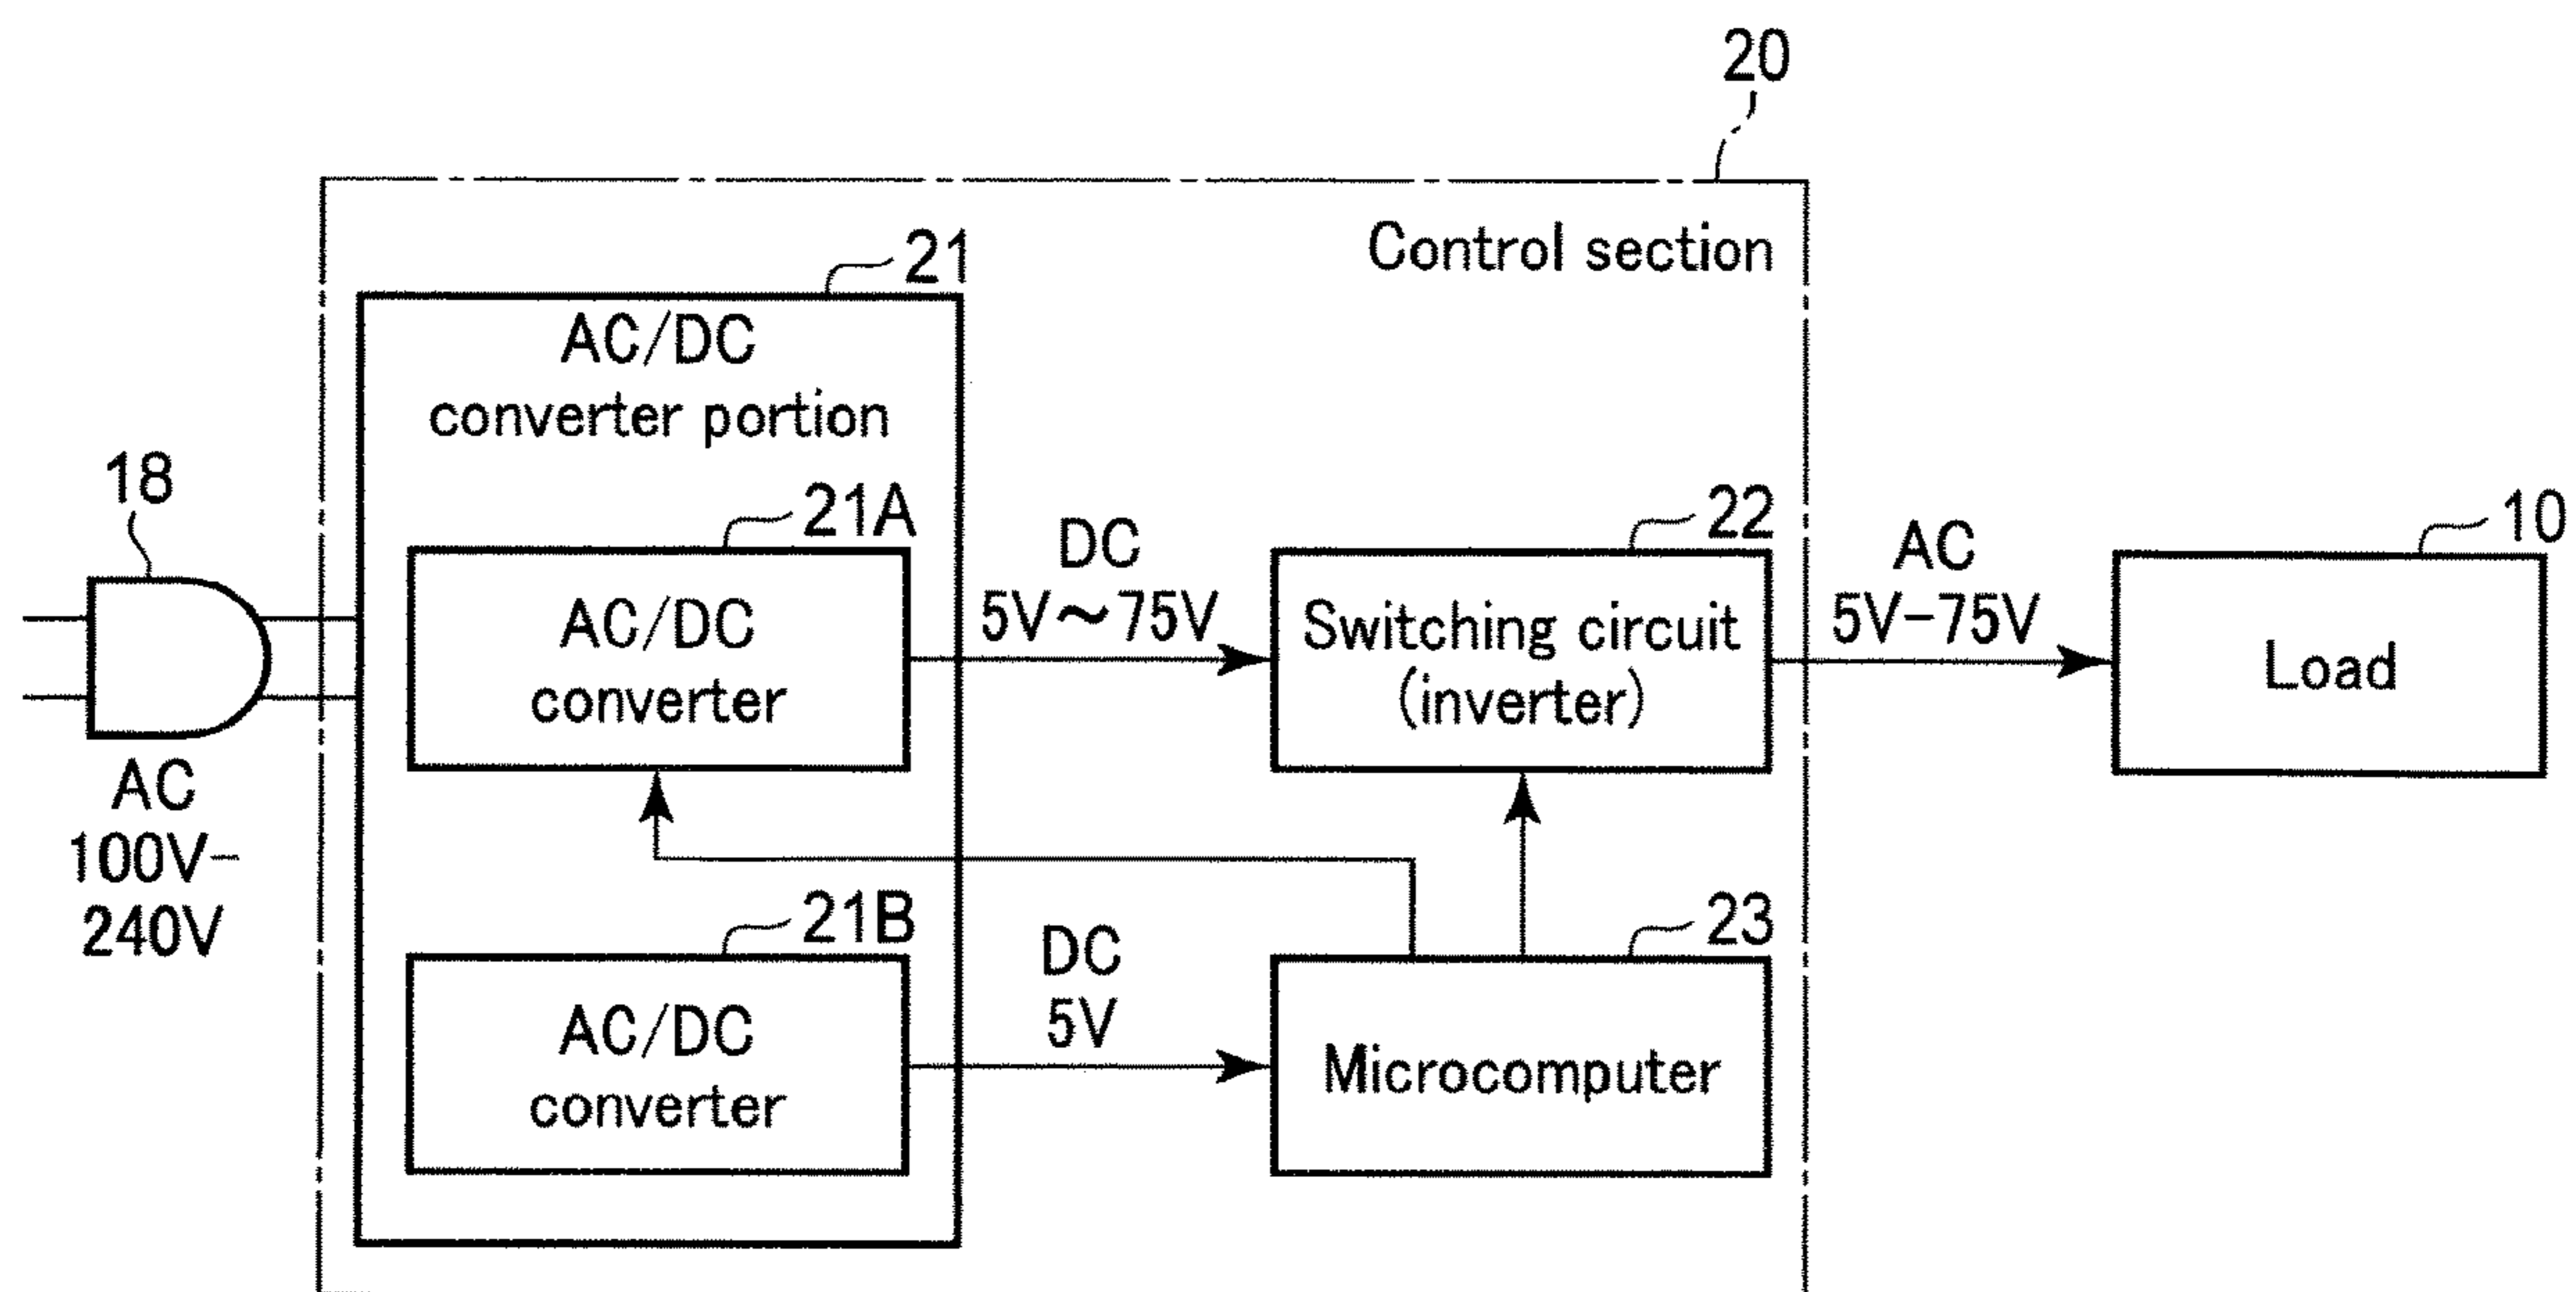 20
Control section
21
AC/DC
converter portion
18
AC
100V-
240V
21A
AC/DC
converter
DC
5V～75V
22
Switching circuit
(inverter)
AC
5V-75V
10
Load
21B
AC/DC
converter
DC
5V
23
Microcomputer